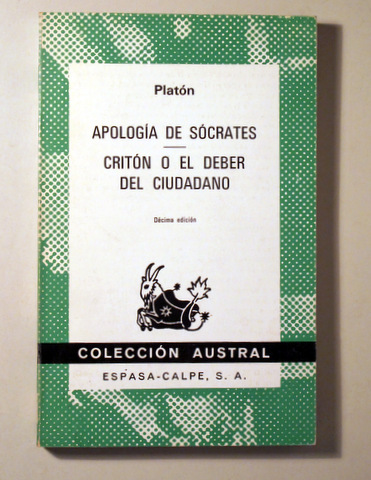 Platón
APOLOGÍA DE SÓCRATES
CRITÓN O EL DEBER
DEL CIUDADANO
Décima edición
COLECCIÓN AUSTRAL
ESPASA-CALPE, S. A.